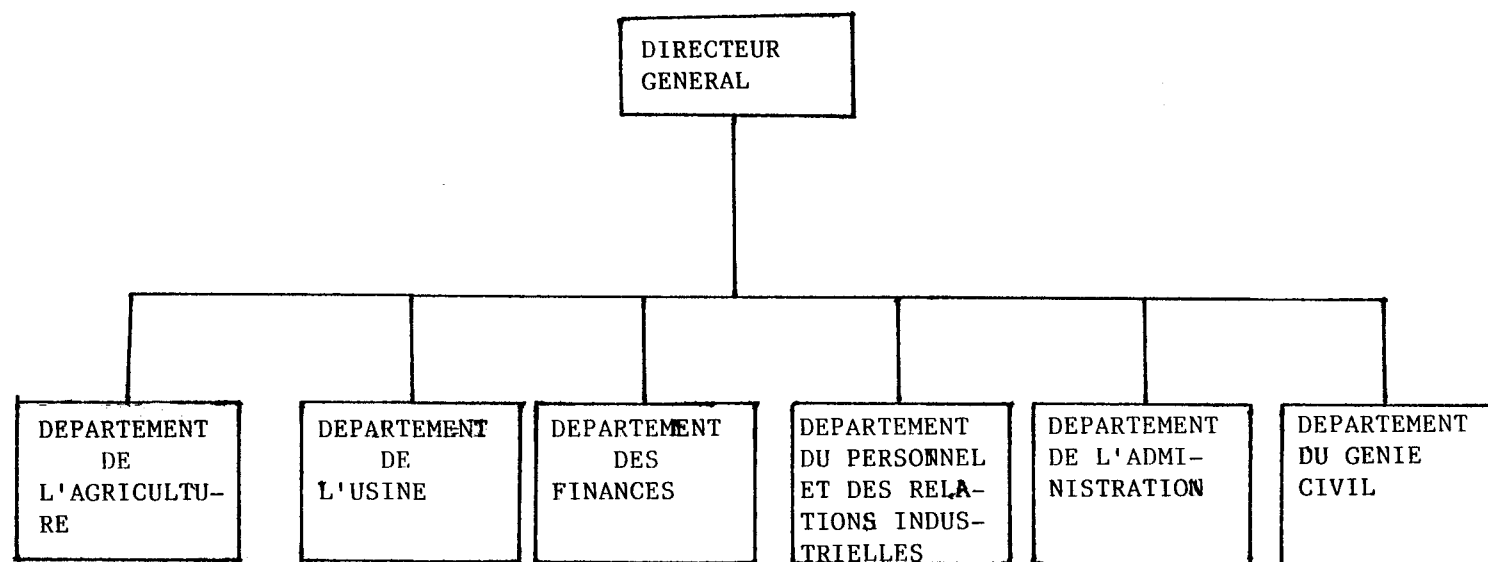 DIRECTEUR
GENERAL
DEPARTEMENT
DE
L'AGRICULTU-
RE
DEPARTEMENT
DE
L'USINE
DEPARTEMENT
DES
FINANCES
DEPARTEMENT
DU PERSONNEL
ET DES RELA-
TIONS INDUS-
TRIELLES
DEPARTEMENT
DE L'ADMI-
NISTRATION
DEPARTEMENT
DU GENIE
CIVIL